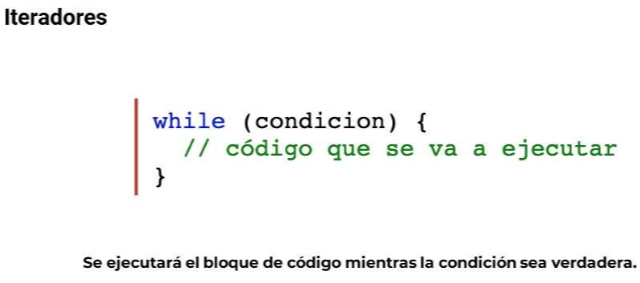 Iteradores
while (condicion) {
// código que se va a ejecutar
}
Se ejecutará el bloque de código mientras la condición sea verdadera.